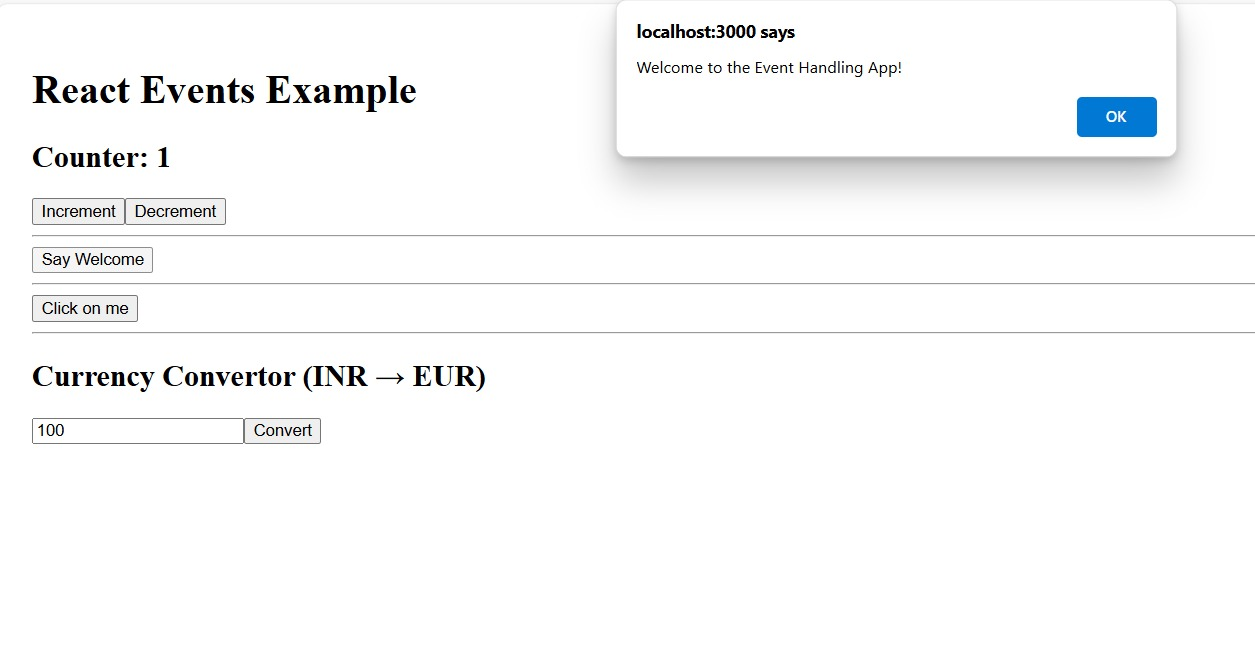 localhost:3000 says
Welcome to the Event Handling App!
OK
React Events Example
Counter: 1
Increment Decrement
Say Welcome
Click on me
Currency Convertor (INR → EUR)
100 Convert